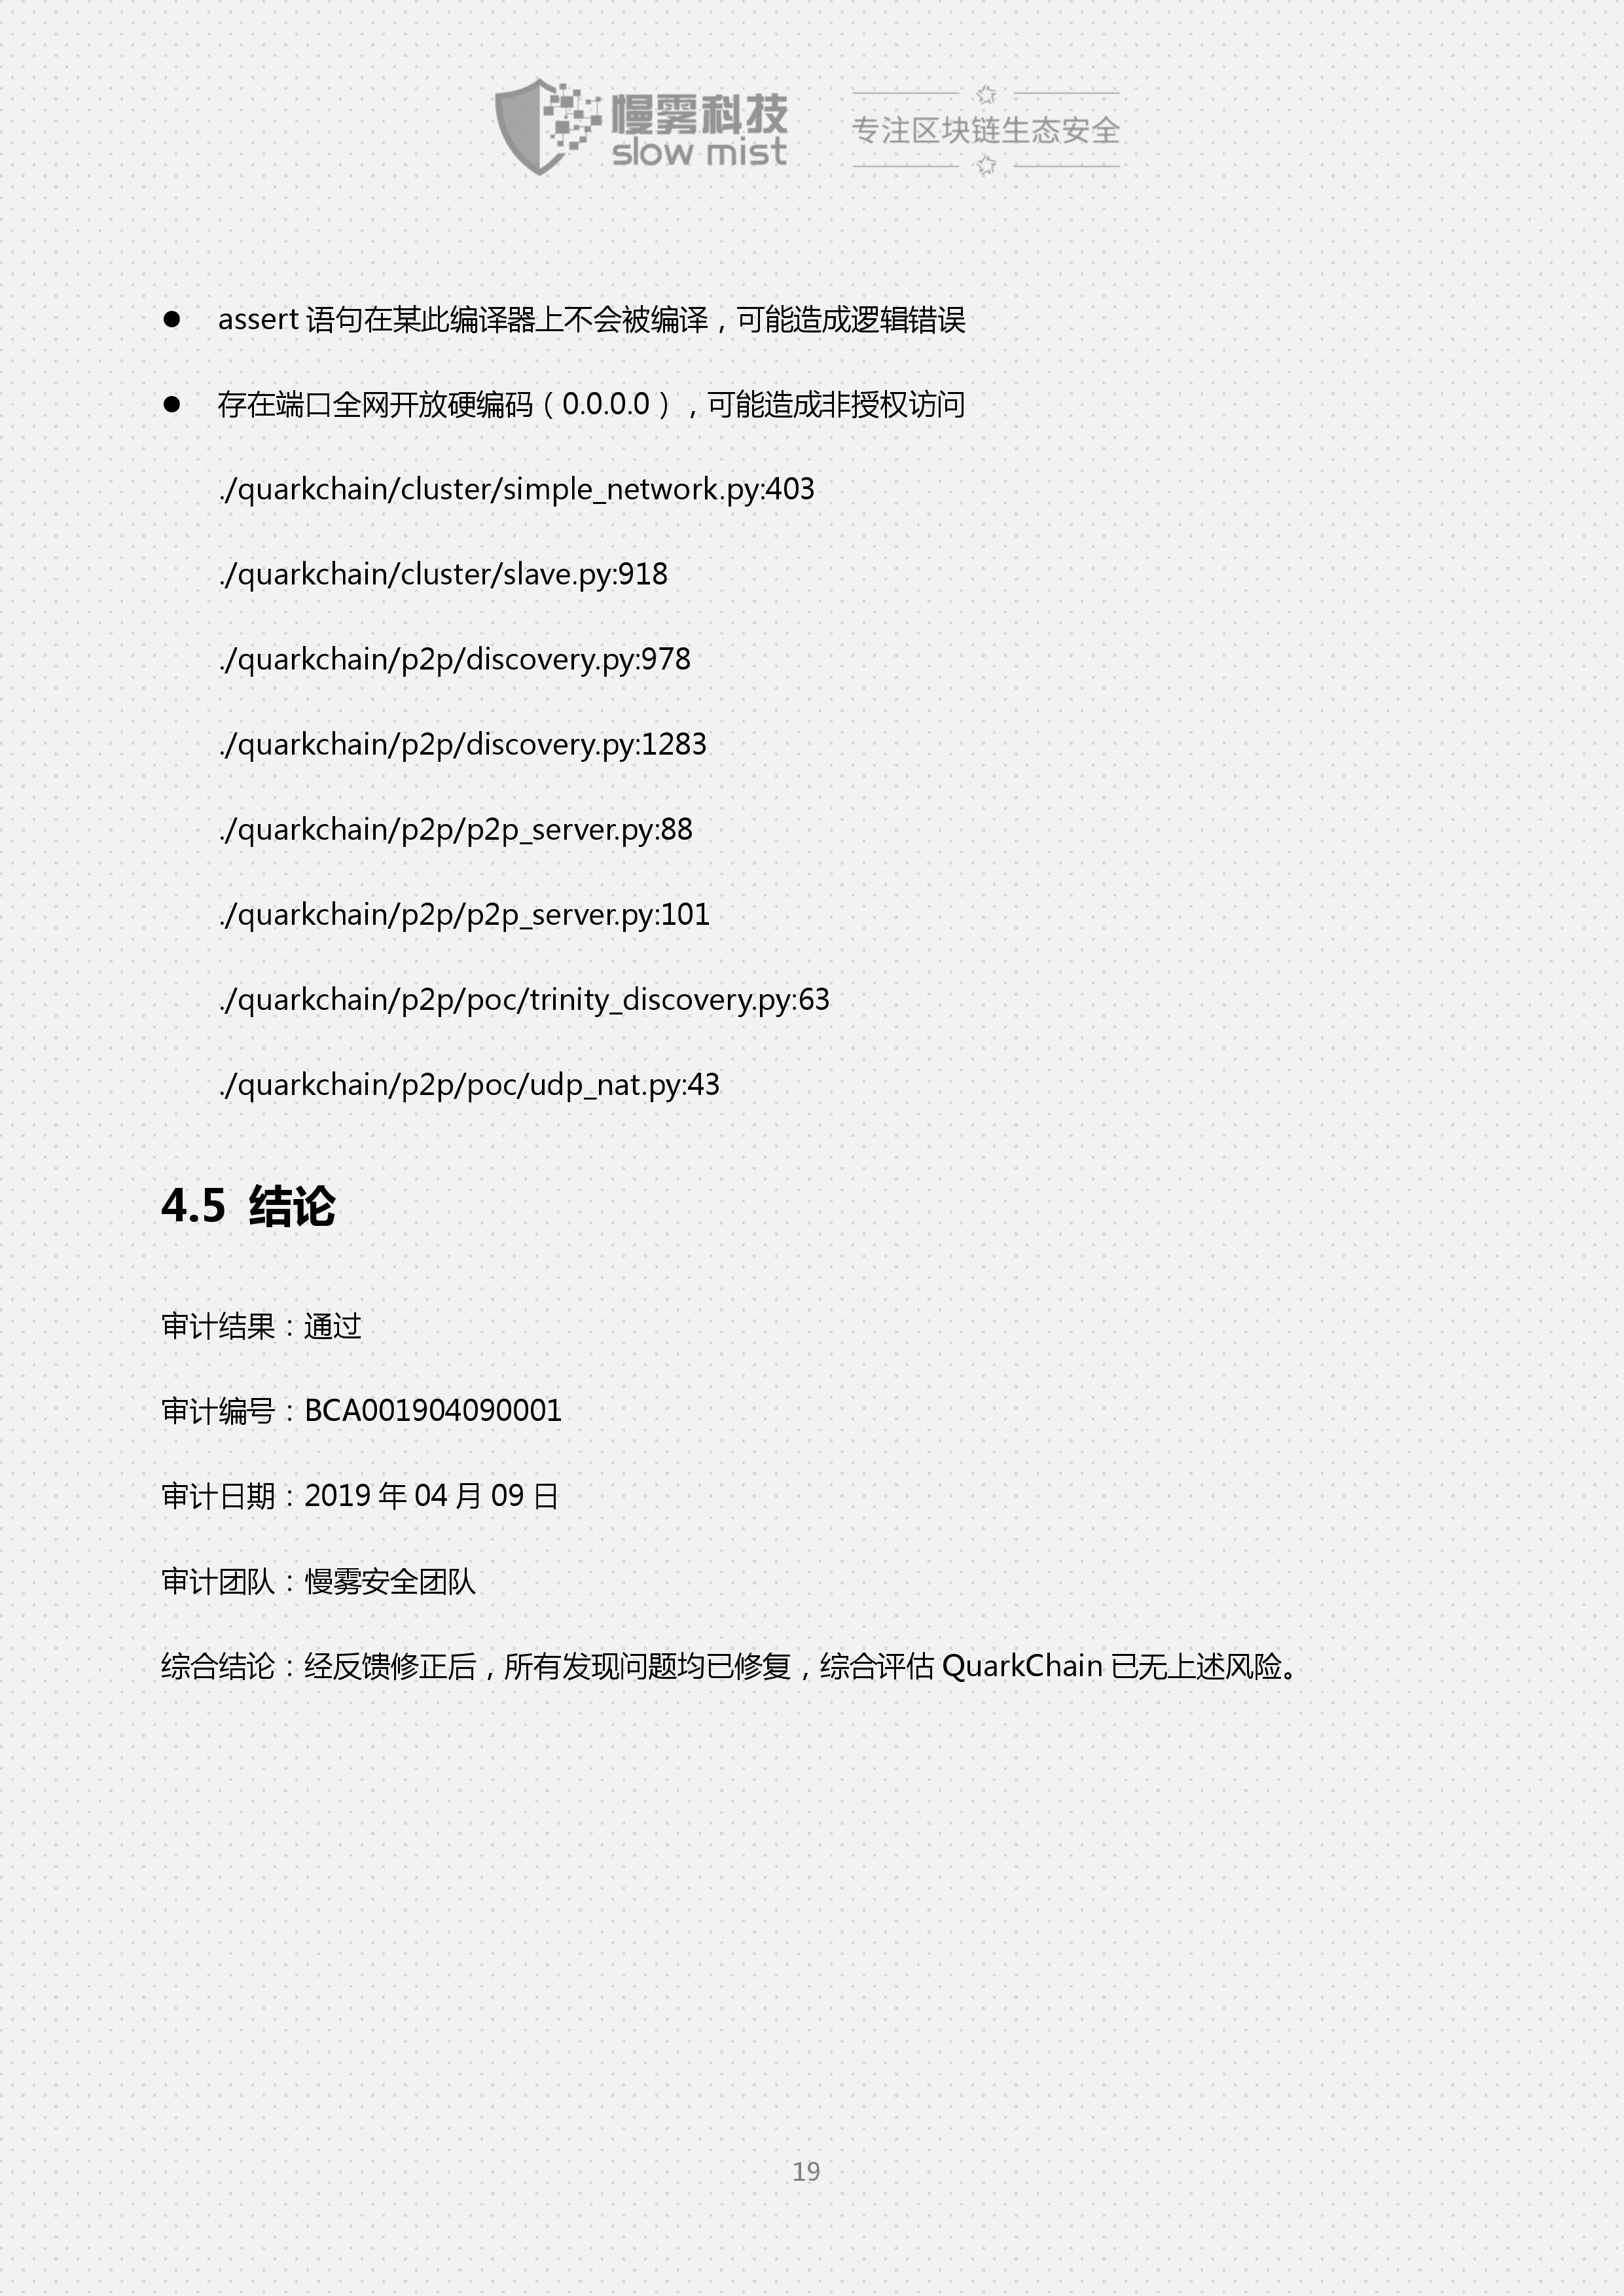 慢雾科技
slow mist
专注区块链生态安全
● assert 语句在某此编译器上不会被编译，可能造成逻辑错误
● 存在端口全网开放硬编码（0.0.0.0），可能造成非授权访问
./quarkchain/cluster/simple_network.py:403
./quarkchain/cluster/slave.py:918
./quarkchain/p2p/discovery.py:978
./quarkchain/p2p/discovery.py:1283
./quarkchain/p2p/p2p_server.py:88
./quarkchain/p2p/p2p_server.py:101
./quarkchain/p2p/poc/trinity_discovery.py:63
./quarkchain/p2p/poc/udp_nat.py:43
4.5 结论
审计结果：通过
审计编号：BCA001904090001
审计日期：2019 年 04 月 09 日
审计团队：慢雾安全团队
综合结论：经反馈修正后，所有发现问题均已修复，综合评估 QuarkChain 已无上述风险。
19